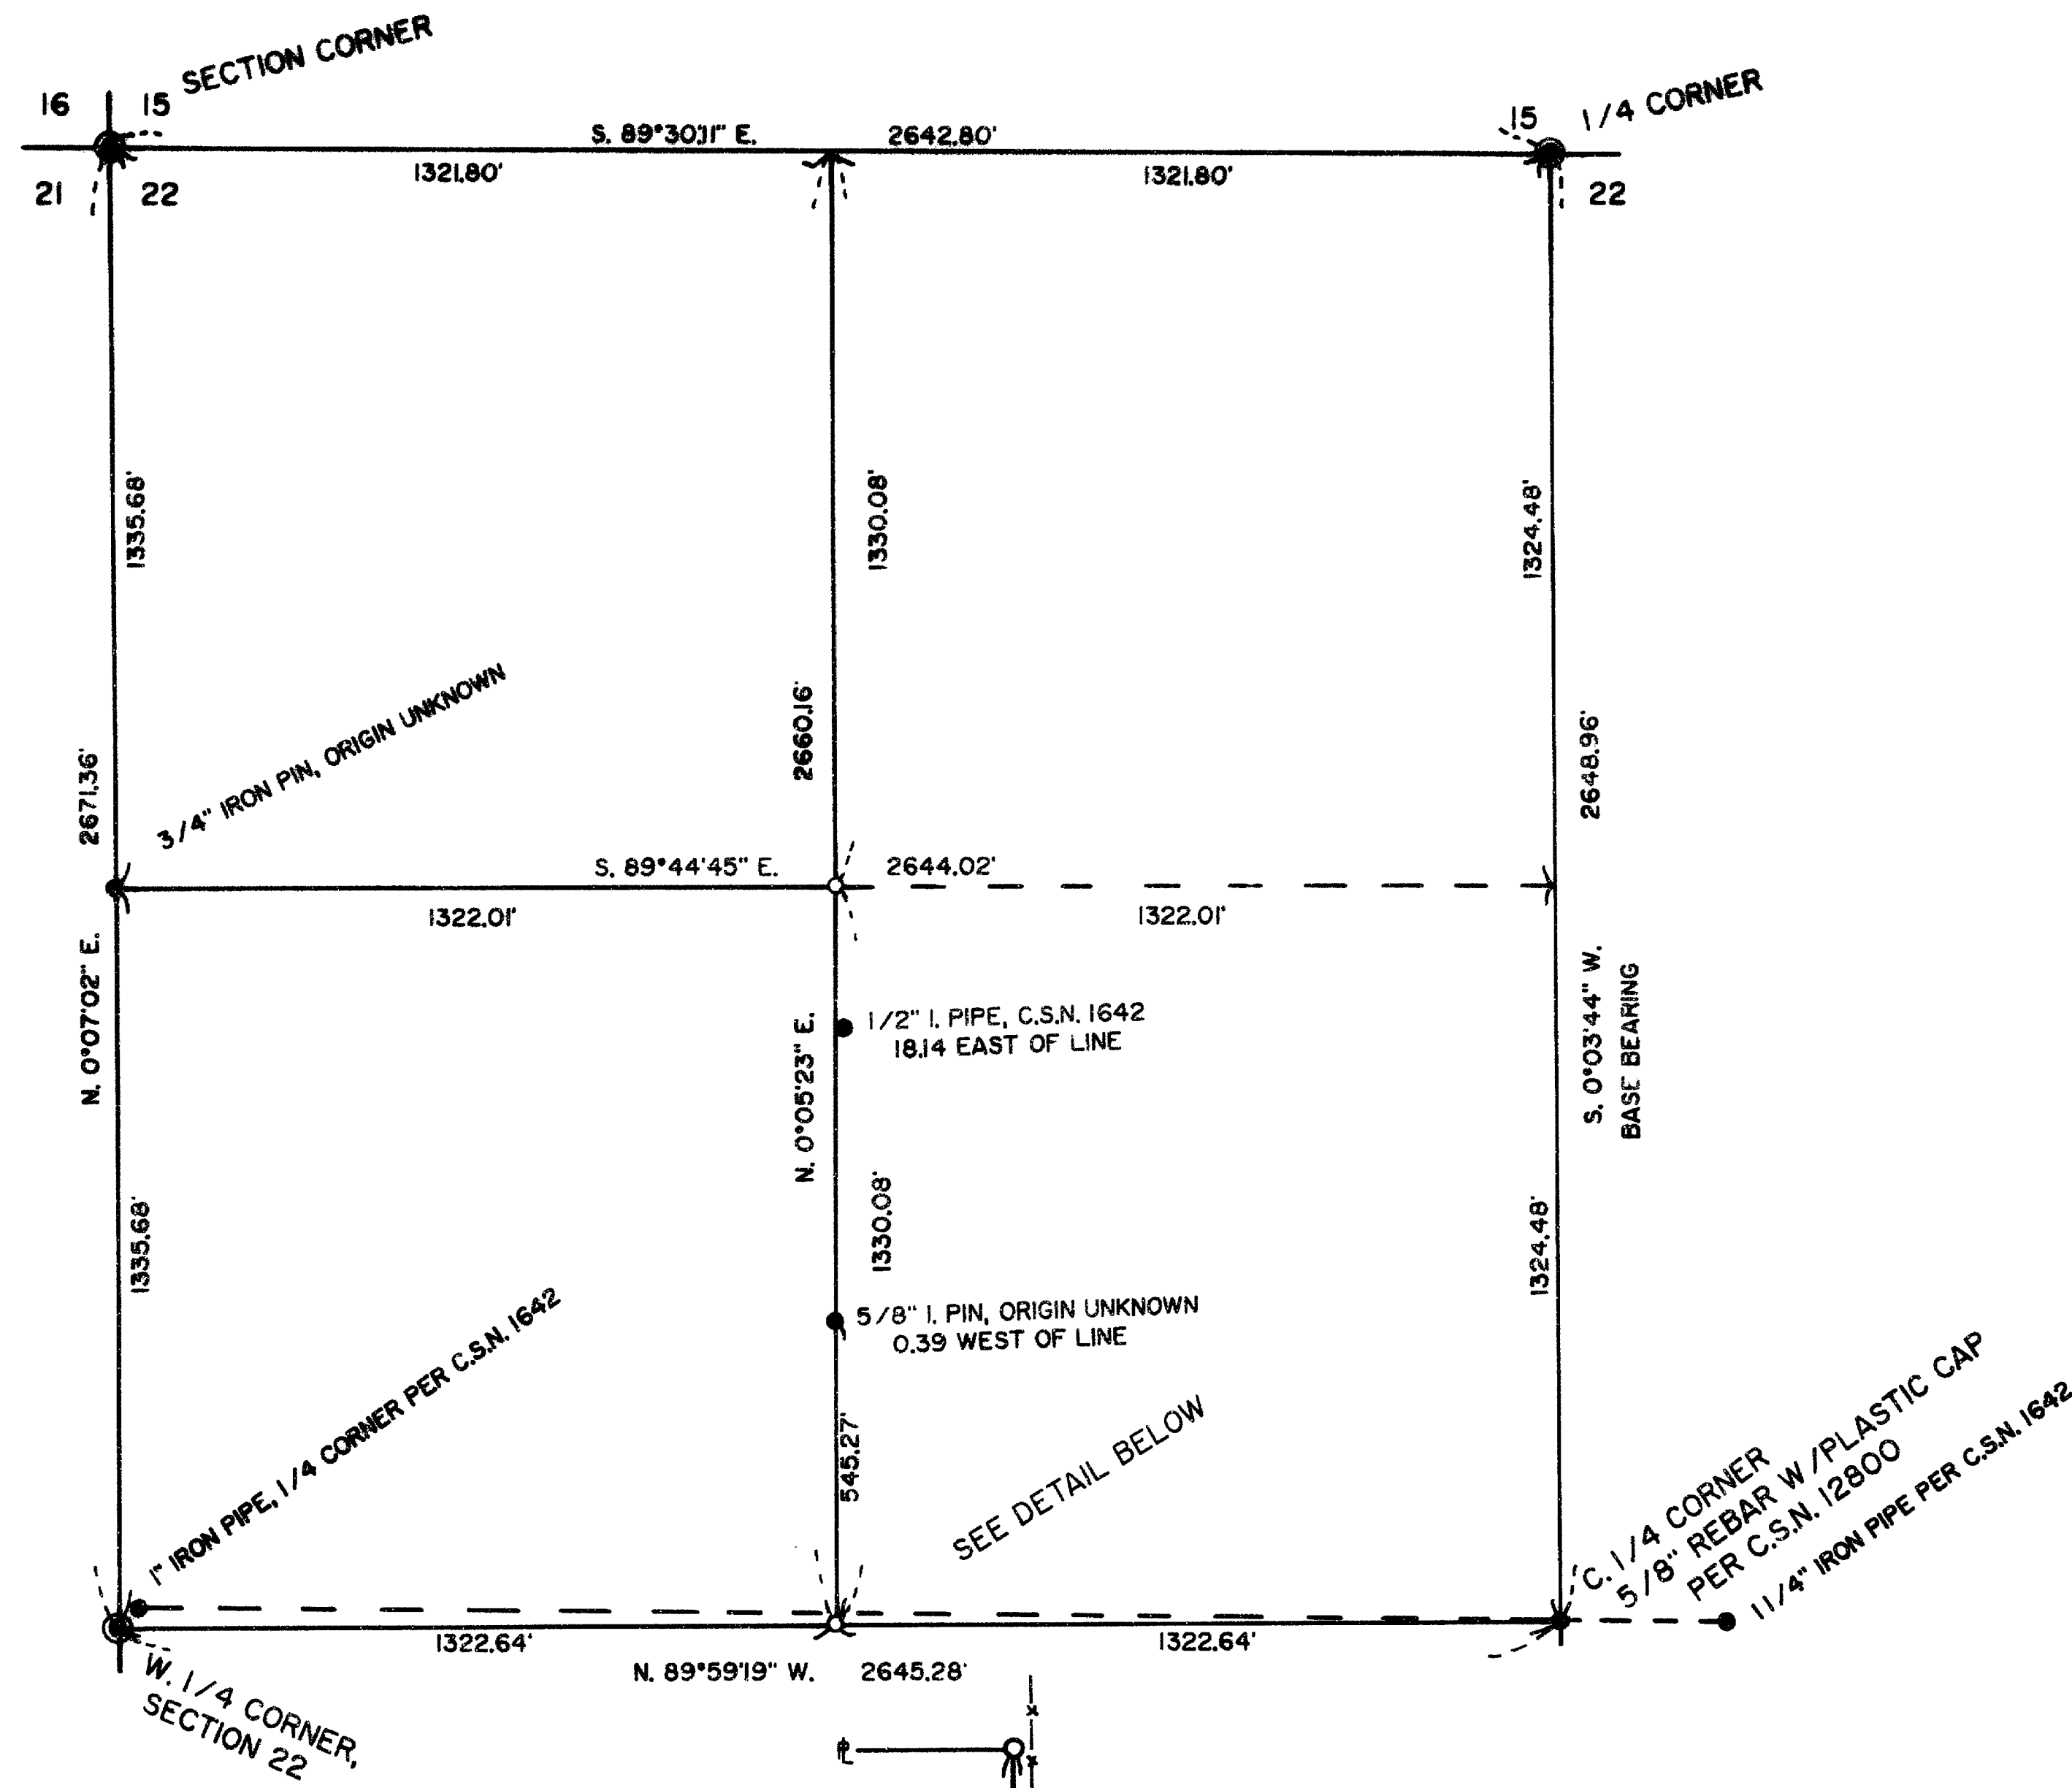 SECTION CORNER
16 15
21 22
S. 89°30'11" E. 2642.80'
1321.80' 1321.80'
15
1/4 CORNER
22
1335.68'
1330.08'
1324.48'
3/4" IRON PIN, ORIGIN UNKNOWN
2671.36'
2660.16'
2648.96'
S. 89°44'45" E. 2644.02'
1322.01' 1322.01'
N. 0°07'02" E.
N. 0°05'23" E.
S. 0°03'44" W.
BASE BEARING
1/2" I. PIPE, C.S.N. 1642
18.14 EAST OF LINE
1335.68'
1330.08'
1324.48'
5/8" I. PIN, ORIGIN UNKNOWN
0.39 WEST OF LINE
545.27'
1" IRON PIPE, 1/4 CORNER PER C.S.N. 1642
SEE DETAIL BELOW
C. 1/4 CORNER
5/8" REBAR W/PLASTIC CAP
PER C.S.N. 12800
1 1/4" IRON PIPE PER C.S.N. 1642
1322.64' 1322.64'
N. 89°59'19" W. 2645.28'
W. 1/4 CORNER,
SECTION 22
x
℄
x